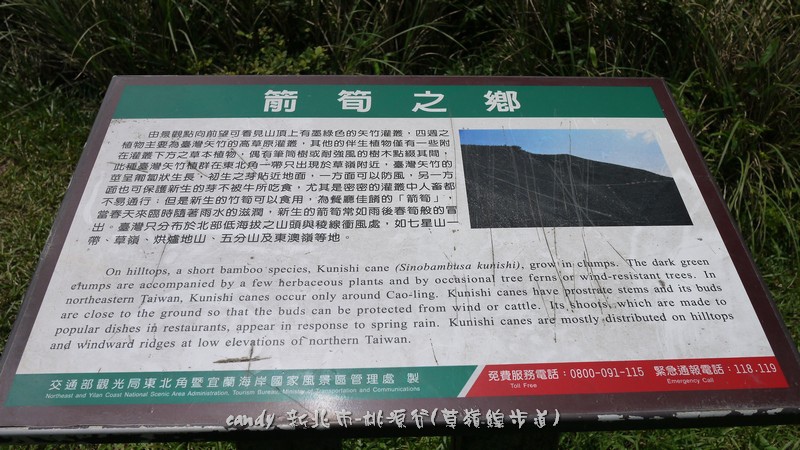 箭筍之鄉
由景觀點向前望可看見山頂上有墨綠色的矢竹灌叢，四週之
植物主要為臺灣矢竹的高草原灌叢，其他的伴生植物僅有一些附
在灌叢下方之草本植物，偶有筆筒樹或耐強風的樹木點綴其間，
此種臺灣矢竹群在東北角一帶只出現於草嶺附近，臺灣矢竹的
莖呈匍匐狀生長，初生之芽貼近地面，一方面可以防風，另一方
面也可保護新生的芽不被牛所吃食，尤其是密密的灌叢中人畜都
不易通行；但是新生的竹筍可以食用，為餐廳佳餚的「箭筍」，
當春天來臨時隨著雨水的滋潤，新生的箭筍常如雨後春筍般的冒
出。臺灣只分布於北部低海拔之山頭與稜線衝風處，如七星山一
帶、草嶺、烘爐地山、五分山及東澳嶺等地。
On hilltops, a short bamboo species, Kunishi cane (Sinobambusa kunishi), grow in clumps. The dark green
clumps are accompanied by a few herbaceous plants and by occasional tree ferns or wind-resistant trees. In
northeastern Taiwan, Kunishi canes occur only around Cao-ling. Kunishi canes have prostrate stems and its buds
are close to the ground so that the buds can be protected from wind or cattle. Its shoots, which are made to
popular dishes in restaurants, appear in response to spring rain. Kunishi canes are mostly distributed on hilltops
and windward ridges at low elevations of northern Taiwan.
交通部觀光局東北角暨宜蘭海岸國家風景區管理處 製
Northeast and Yilan Coast National Scenic Area Administration, Tourism Bureau, Minister of Transportation and Communications
免費服務電話：0800-091-115 緊急通報電話：118.119
Toll Free Emergency Call
candy 新北市-桃源谷(草嶺線步道)